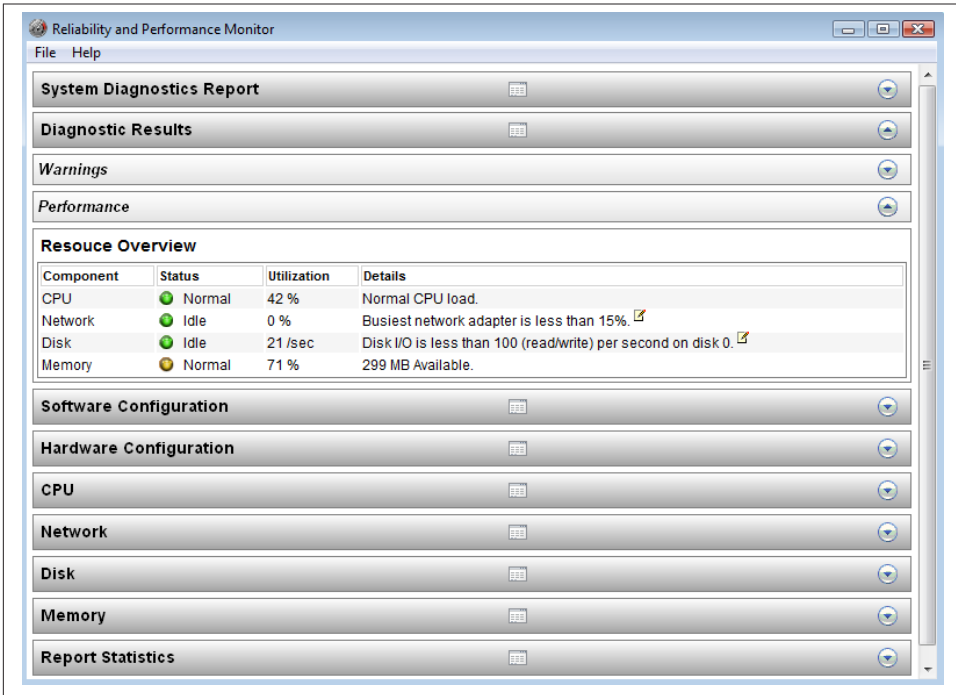 Reliability and Performance Monitor
File Help
System Diagnostics Report
Diagnostic Results
Warnings
Performance
Resouce Overview
Component Status Utilization Details
CPU Normal 42 % Normal CPU load.
Network Idle 0 % Busiest network adapter is less than 15%.
Disk Idle 21 /sec Disk I/O is less than 100 (read/write) per second on disk 0.
Memory Normal 71 % 299 MB Available.
Software Configuration
Hardware Configuration
CPU
Network
Disk
Memory
Report Statistics